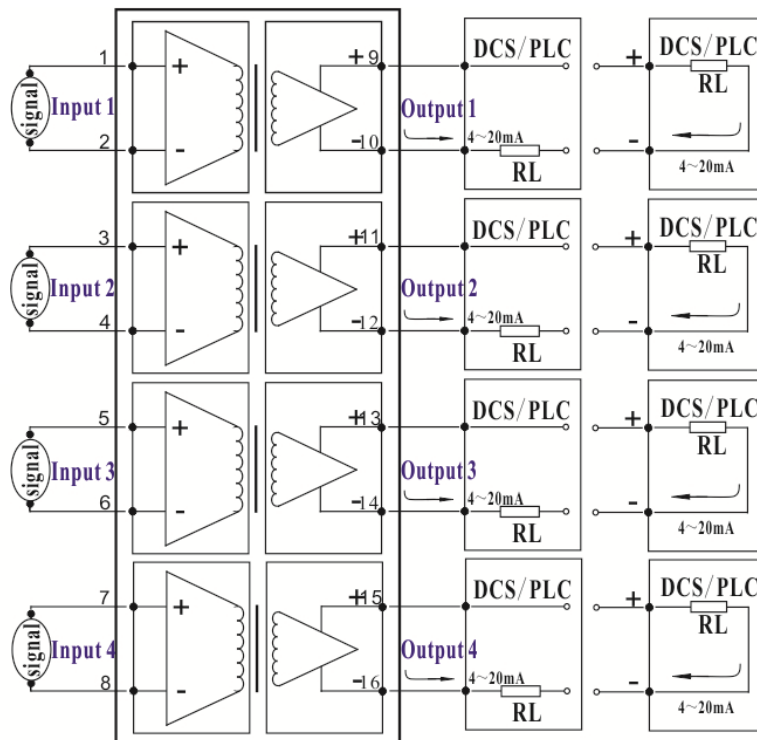 1
+
signal
Input 1
2
-
+9
-10
Output 1
DCS/PLC
4~20mA
RL
+
-
DCS/PLC
RL
4~20mA
3
+
signal
Input 2
4
-
+11
-12
Output 2
DCS/PLC
4~20mA
RL
+
-
DCS/PLC
RL
4~20mA
5
+
signal
Input 3
6
-
+13
-14
Output 3
DCS/PLC
4~20mA
RL
+
-
DCS/PLC
RL
4~20mA
7
+
signal
Input 4
8
-
+15
-16
Output 4
DCS/PLC
4~20mA
RL
+
-
DCS/PLC
RL
4~20mA